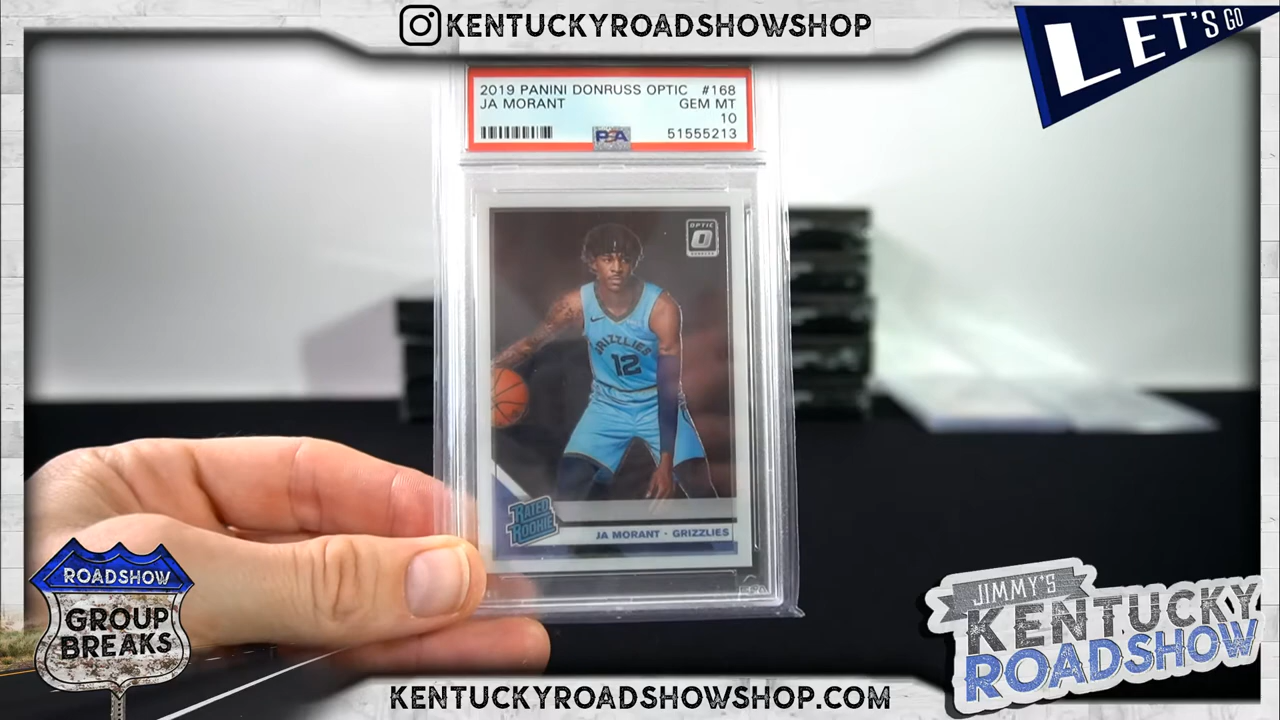 KENTUCKYROADSHOWSHOP
LET'S GO
2019 PANINI DONRUSS OPTIC #168
JA MORANT GEM MT
10
PSA 51555213
OPTIC
GRIZZLIES
12
RATED
ROOKIE
JA MORANT · GRIZZLIES
ROADSHOW
GROUP
BREAKS
JIMMY'S
KENTUCKY
ROADSHOW
KENTUCKYROADSHOWSHOP.COM